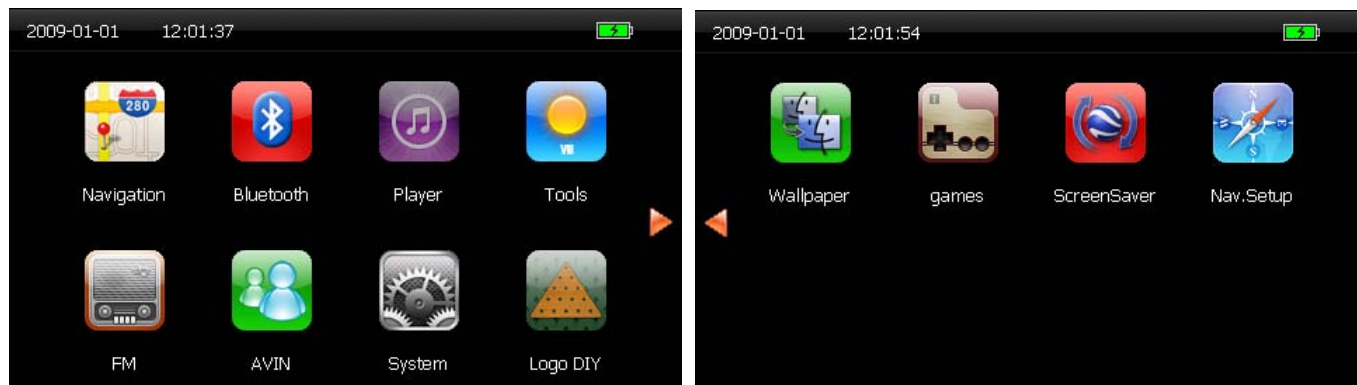 2009-01-01 12:01:37
280
VIII
Navigation Bluetooth Player Tools
FM AVIN System Logo DIY
2009-01-01 12:01:54
N
W E
S
Wallpaper games ScreenSaver Nav.Setup